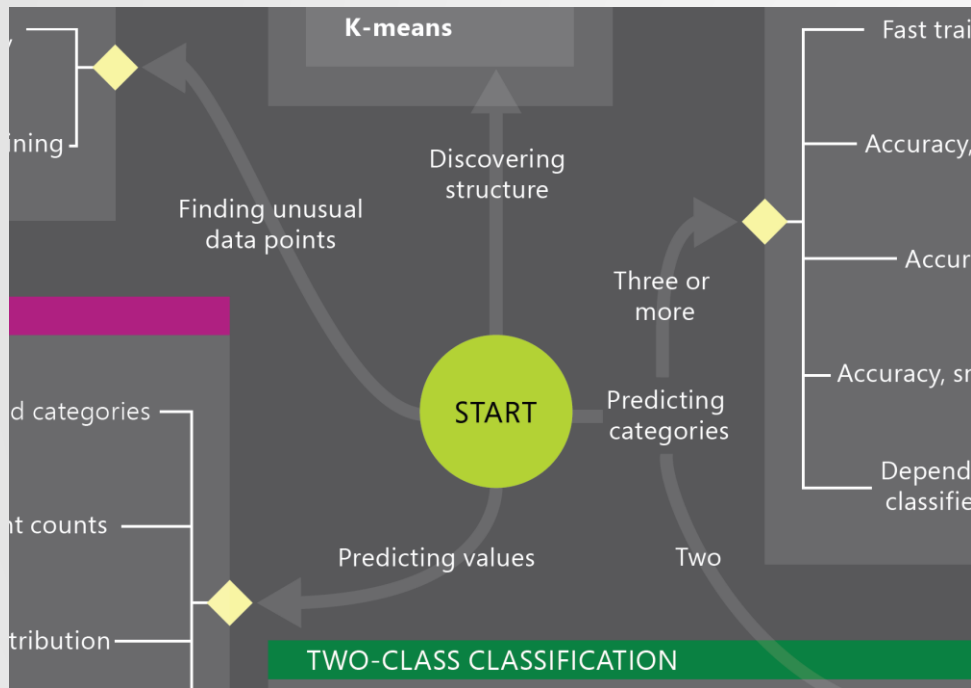 K-means
Fast trai
ining
Accuracy,
Discovering
structure
Finding unusual
data points
Accur
Three or
more
Accuracy, sr
d categories
START
Predicting
categories
Depend
classifie
nt counts
Predicting values
Two
tribution
TWO-CLASS CLASSIFICATION